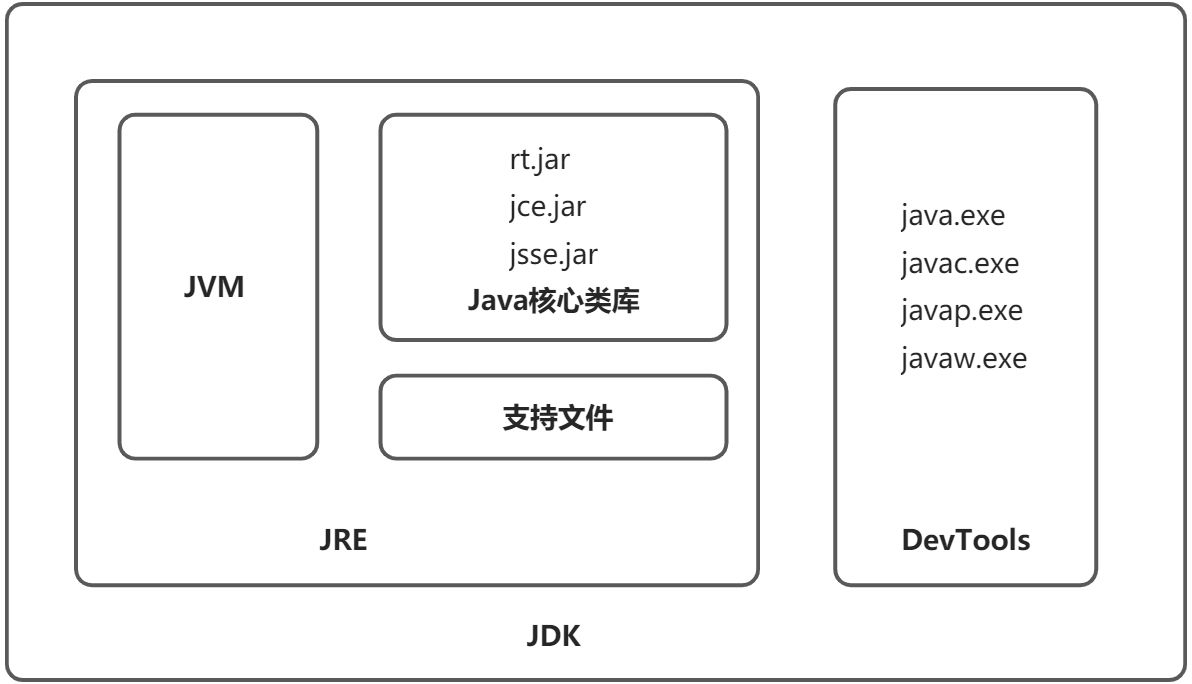 JVM
rt.jar
jce.jar
jsse.jar
Java核心类库
支持文件
JRE
java.exe
javac.exe
javap.exe
javaw.exe
DevTools
JDK